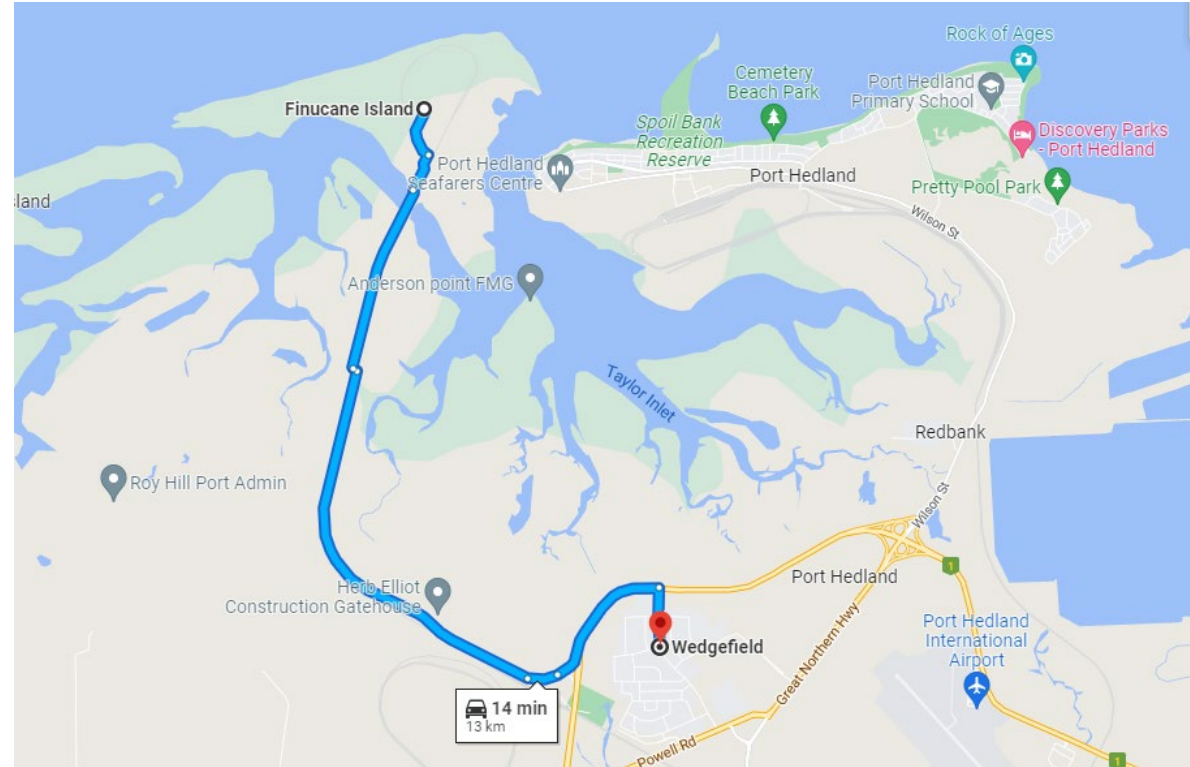 Rock of Ages
Cemetery
Beach Park
Port Hedland
Primary School
Finucane Island
Spoil Bank
Recreation
Reserve
Discovery Parks
- Port Hedland
Port Hedland
Seafarers Centre
Port Hedland
Pretty Pool Park
sland
Wilson St
Anderson point FMG
Taylor Inlet
Redbank
Roy Hill Port Admin
Wilson St
1
Port Hedland
Herb Elliot
Construction Gatehouse
Great Northern Hwy
Port Hedland
International
Airport
Wedgefield
14 min
13 km
Powell Rd
1